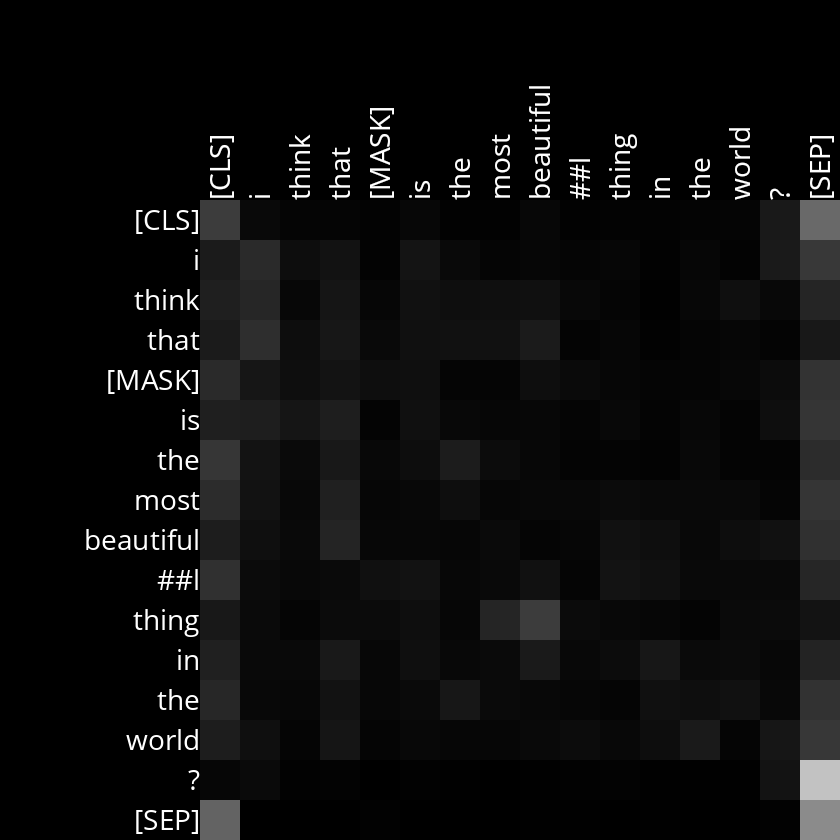 [CLS] i think that [MASK] is the most beautiful ##l thing in the world ? [SEP]
[CLS]
i
think
that
[MASK]
is
the
most
beautiful
##l
thing
in
the
world
?
[SEP]